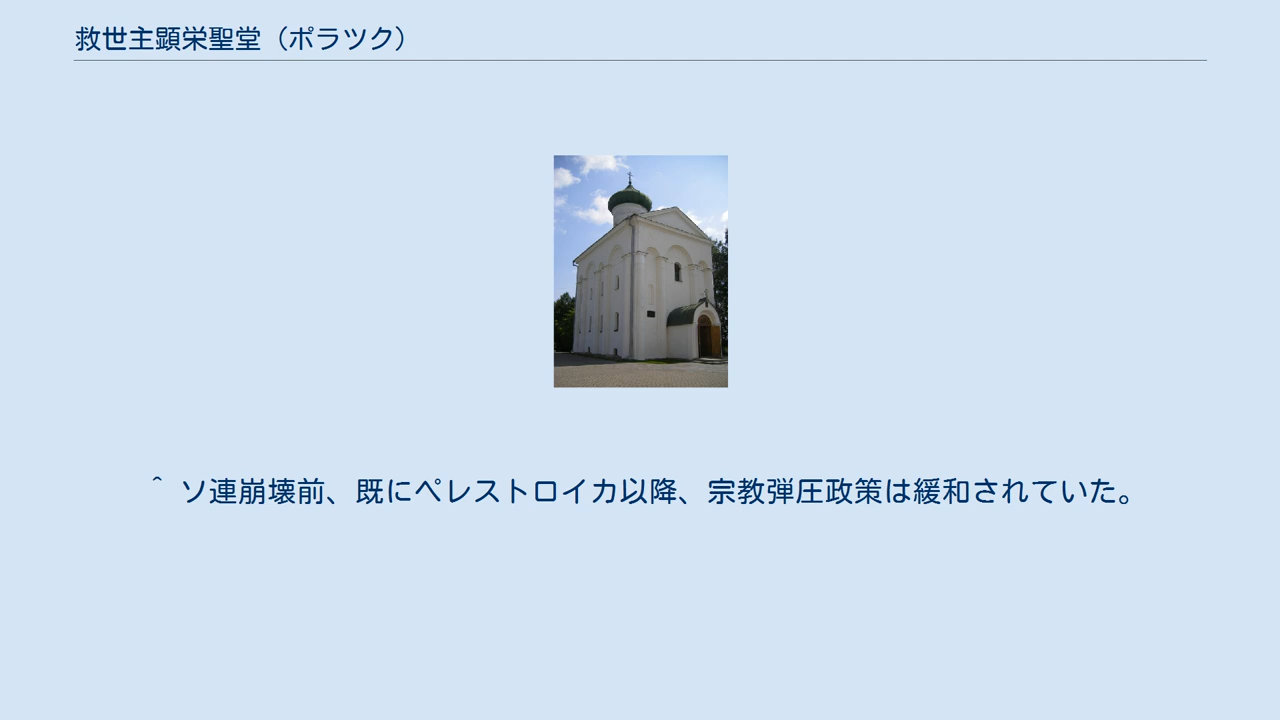 救世主顕栄聖堂（ポラツク）
^ ソ連崩壊前、既にペレストロイカ以降、宗教弾圧政策は緩和されていた。